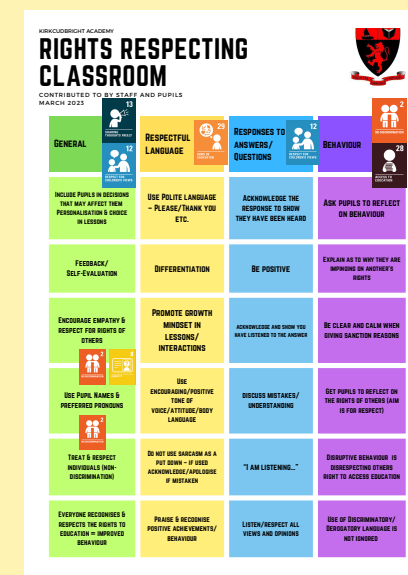 KIRKCUDBRIGHT ACADEMY
RIGHTS RESPECTING
CLASSROOM
CONTRIBUTED TO BY STAFF AND PUPILS
MARCH 2023
GENERAL
13
12
RESPECTFUL
LANGUAGE
29
RESPONSES TO
ANSWERS/
QUESTIONS
12
BEHAVIOUR
2
28
INCLUDE PUPILS IN DECISIONS
THAT MAY AFFECT THEM
PERSONALISATION & CHOICE
IN LESSONS
USE POLITE LANGUAGE
– PLEASE/THANK YOU
ETC.
ACKNOWLEDGE THE
RESPONSE TO SHOW
THEY HAVE BEEN HEARD
ASK PUPILS TO REFLECT
ON BEHAVIOUR
FEEDBACK/
SELF-EVALUATION
DIFFERENTIATION
BE POSITIVE
EXPLAIN AS TO WHY THEY ARE
IMPINGING ON ANOTHER'S
RIGHTS
ENCOURAGE EMPATHY &
RESPECT FOR RIGHTS OF
OTHERS
PROMOTE GROWTH
MINDSET IN
LESSONS/
INTERACTIONS
ACKNOWLEDGE AND SHOW YOU
HAVE LISTENED TO THE ANSWER
BE CLEAR AND CALM WHEN
GIVING SANCTION REASONS
2
USE PUPIL NAMES &
PREFERRED PRONOUNS
USE
ENCOURAGING/POSITIVE
TONE OF
VOICE/ATTITUDE/BODY
LANGUAGE
DISCUSS MISTAKES/
UNDERSTANDING
GET PUPILS TO REFLECT ON
THE RIGHTS OF OTHERS (AIM
IS FOR RESPECT)
2
TREAT & RESPECT
INDIVIDUALS (NON-
DISCRIMINATION)
DO NOT USE SARCASM AS A
PUT DOWN – IF USED
ACKNOWLEDGE/APOLOGISE
IF MISTAKEN
"I AM LISTENING..."
DISRUPTIVE BEHAVIOUR IS
DISRESPECTING OTHERS
RIGHT TO ACCESS EDUCATION
EVERYONE RECOGNISES &
RESPECTS THE RIGHTS TO
EDUCATION = IMPROVED
BEHAVIOUR
PRAISE & RECOGNISE
POSITIVE ACHIEVEMENTS/
BEHAVIOUR
LISTEN/RESPECT ALL
VIEWS AND OPINIONS
USE OF DISCRIMINATORY/
DEROGATORY LANGUAGE IS
NOT IGNORED